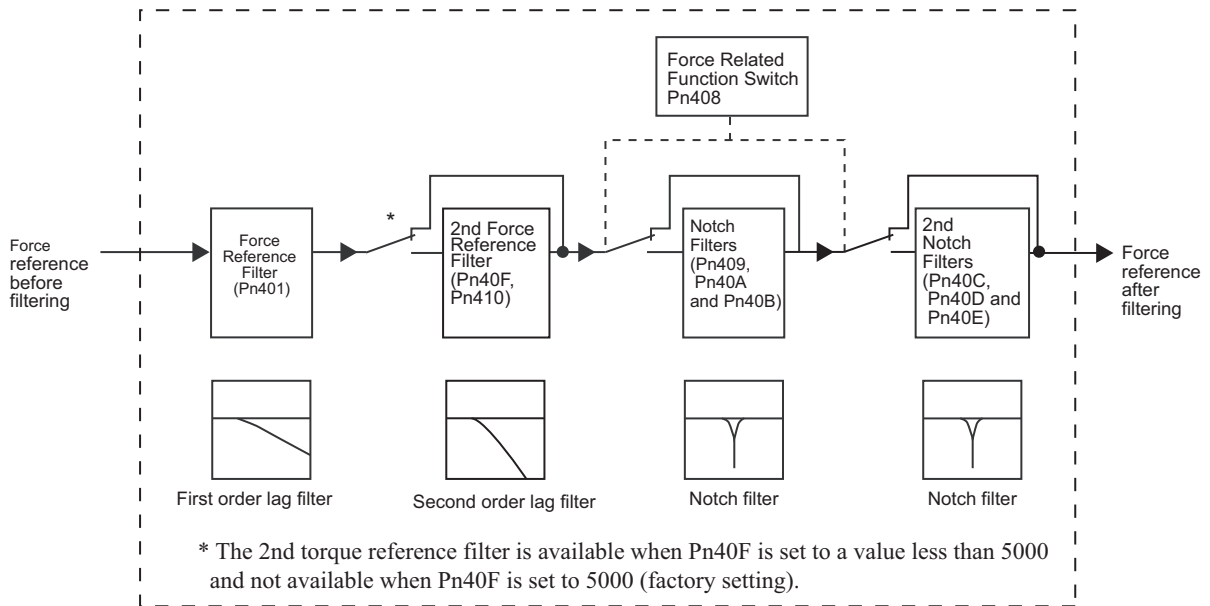 Force Related
Function Switch
Pn408
*
Force
reference
before
filtering
Force
Reference
Filter
(Pn401)
2nd Force
Reference
Filter
(Pn40F,
Pn410)
Notch
Filters
(Pn409,
Pn40A
and Pn40B)
2nd
Notch
Filters
(Pn40C,
Pn40D and
Pn40E)
Force
reference
after
filtering
First order lag filter
Second order lag filter
Notch filter
Notch filter
* The 2nd torque reference filter is available when Pn40F is set to a value less than 5000
and not available when Pn40F is set to 5000 (factory setting).